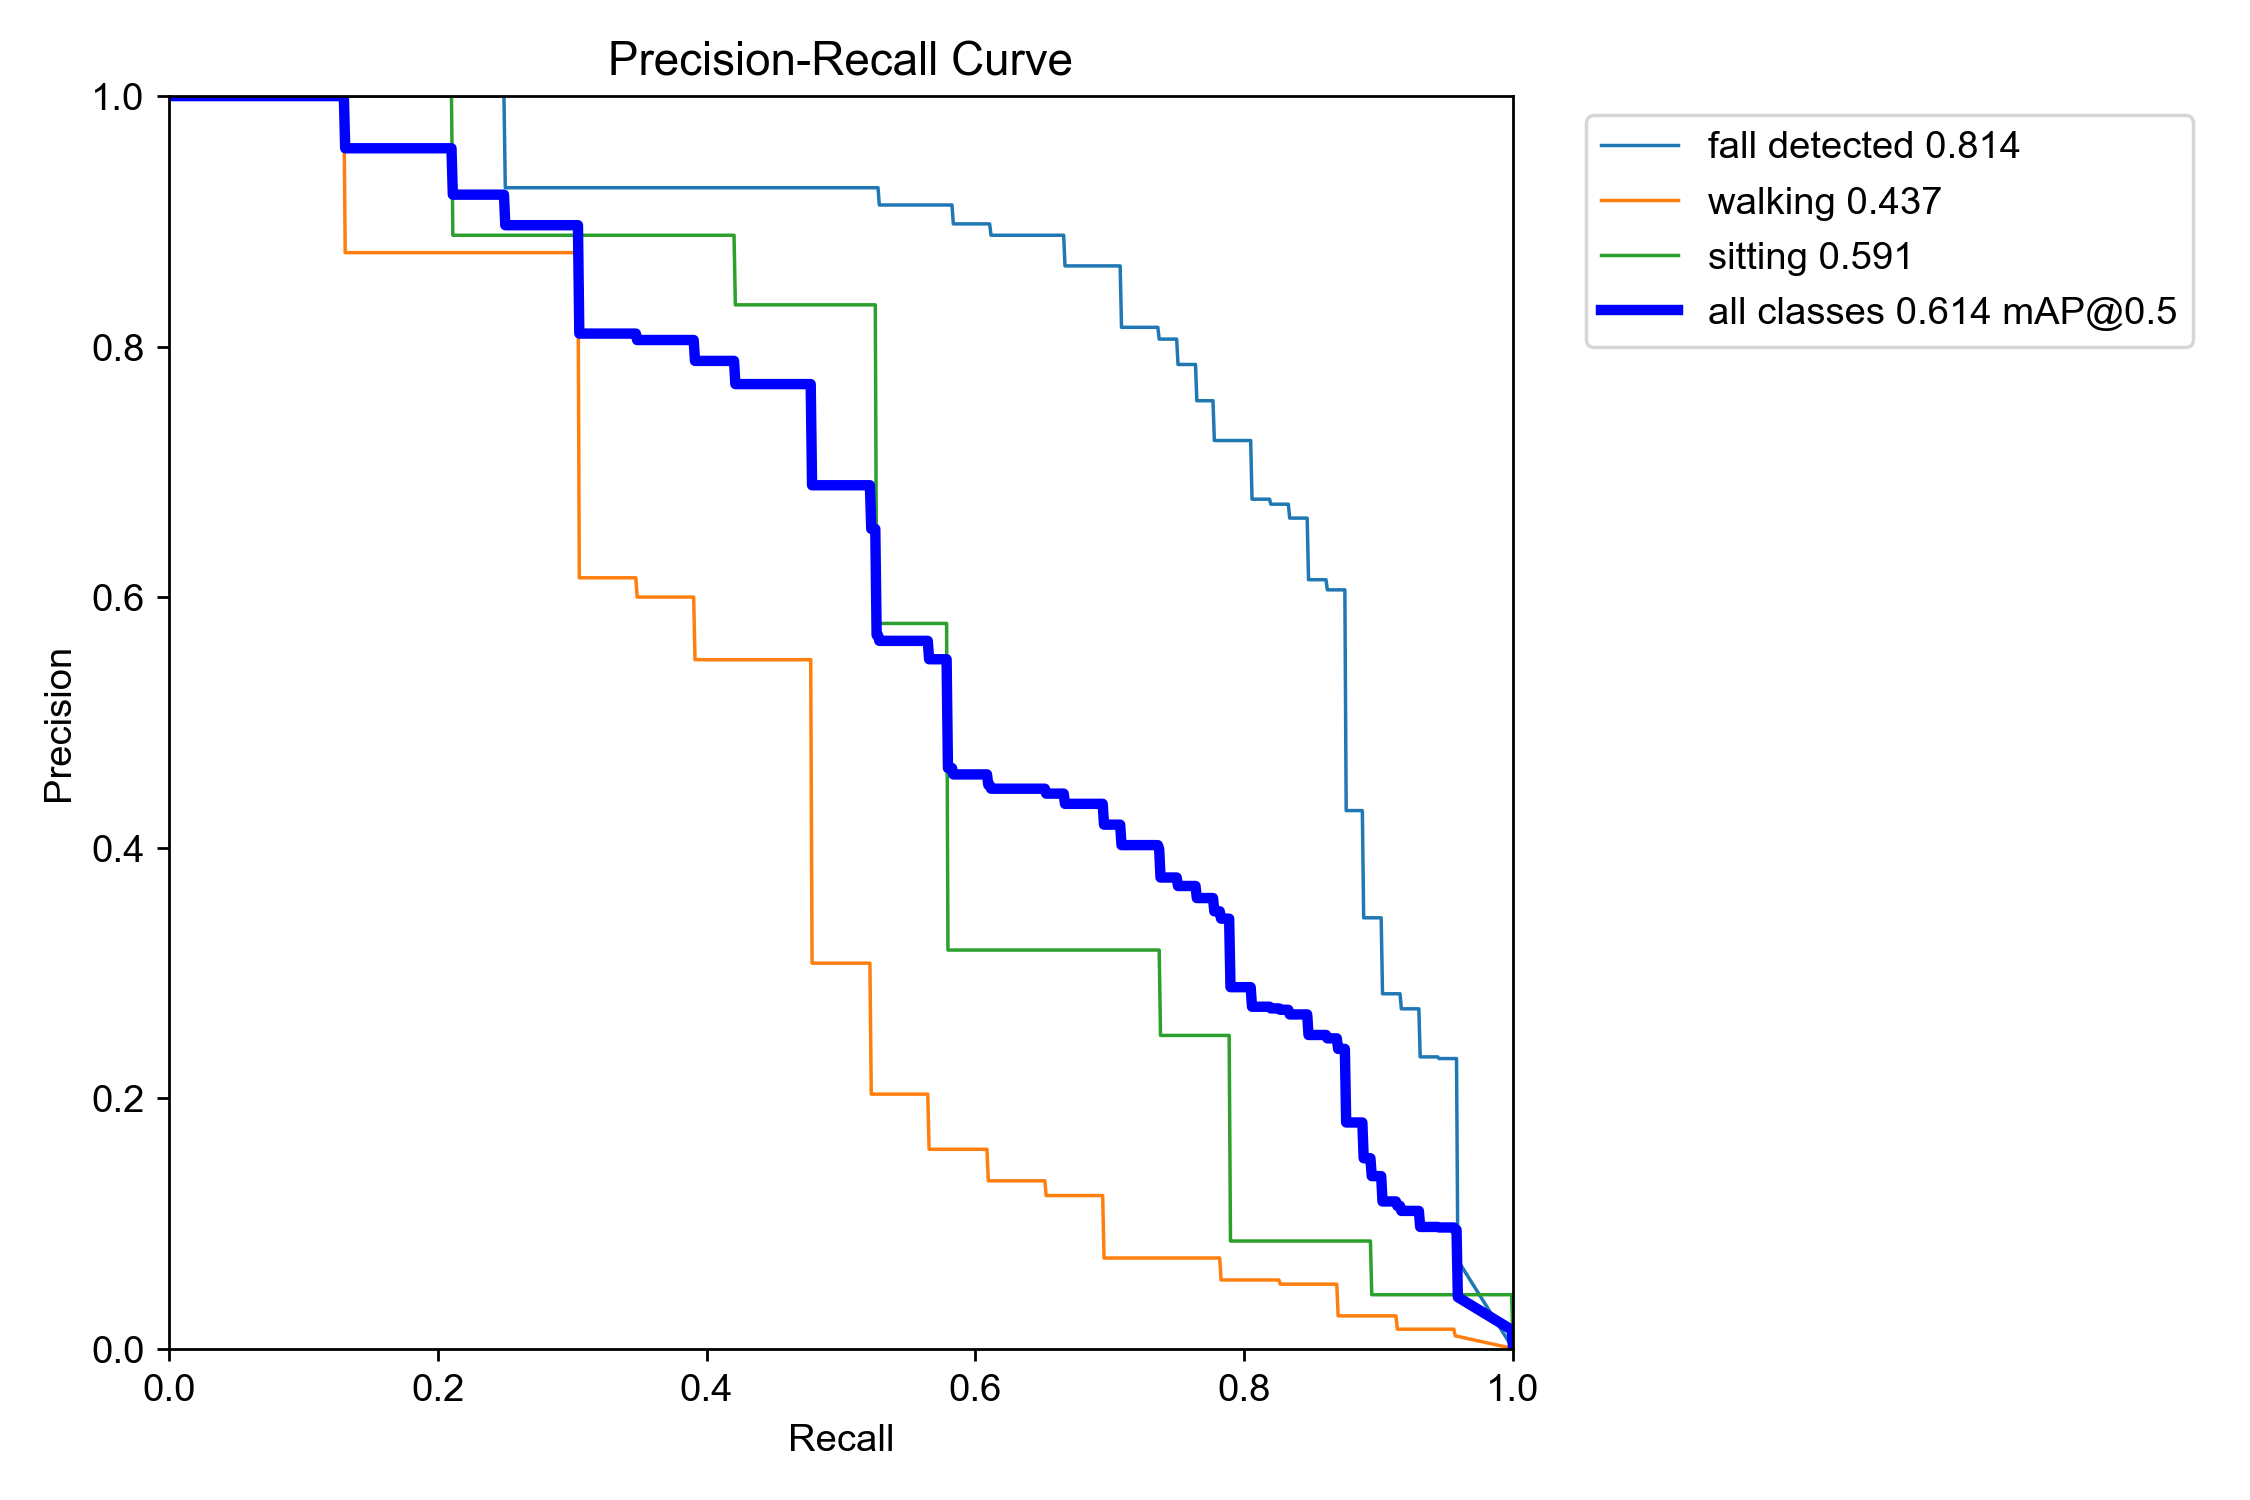 Precision-Recall Curve
1.0
0.8
0.6
0.4
0.2
0.0
Precision
0.0 0.2 0.4 0.6 0.8 1.0
Recall
fall detected 0.814
walking 0.437
sitting 0.591
all classes 0.614 mAP@0.5